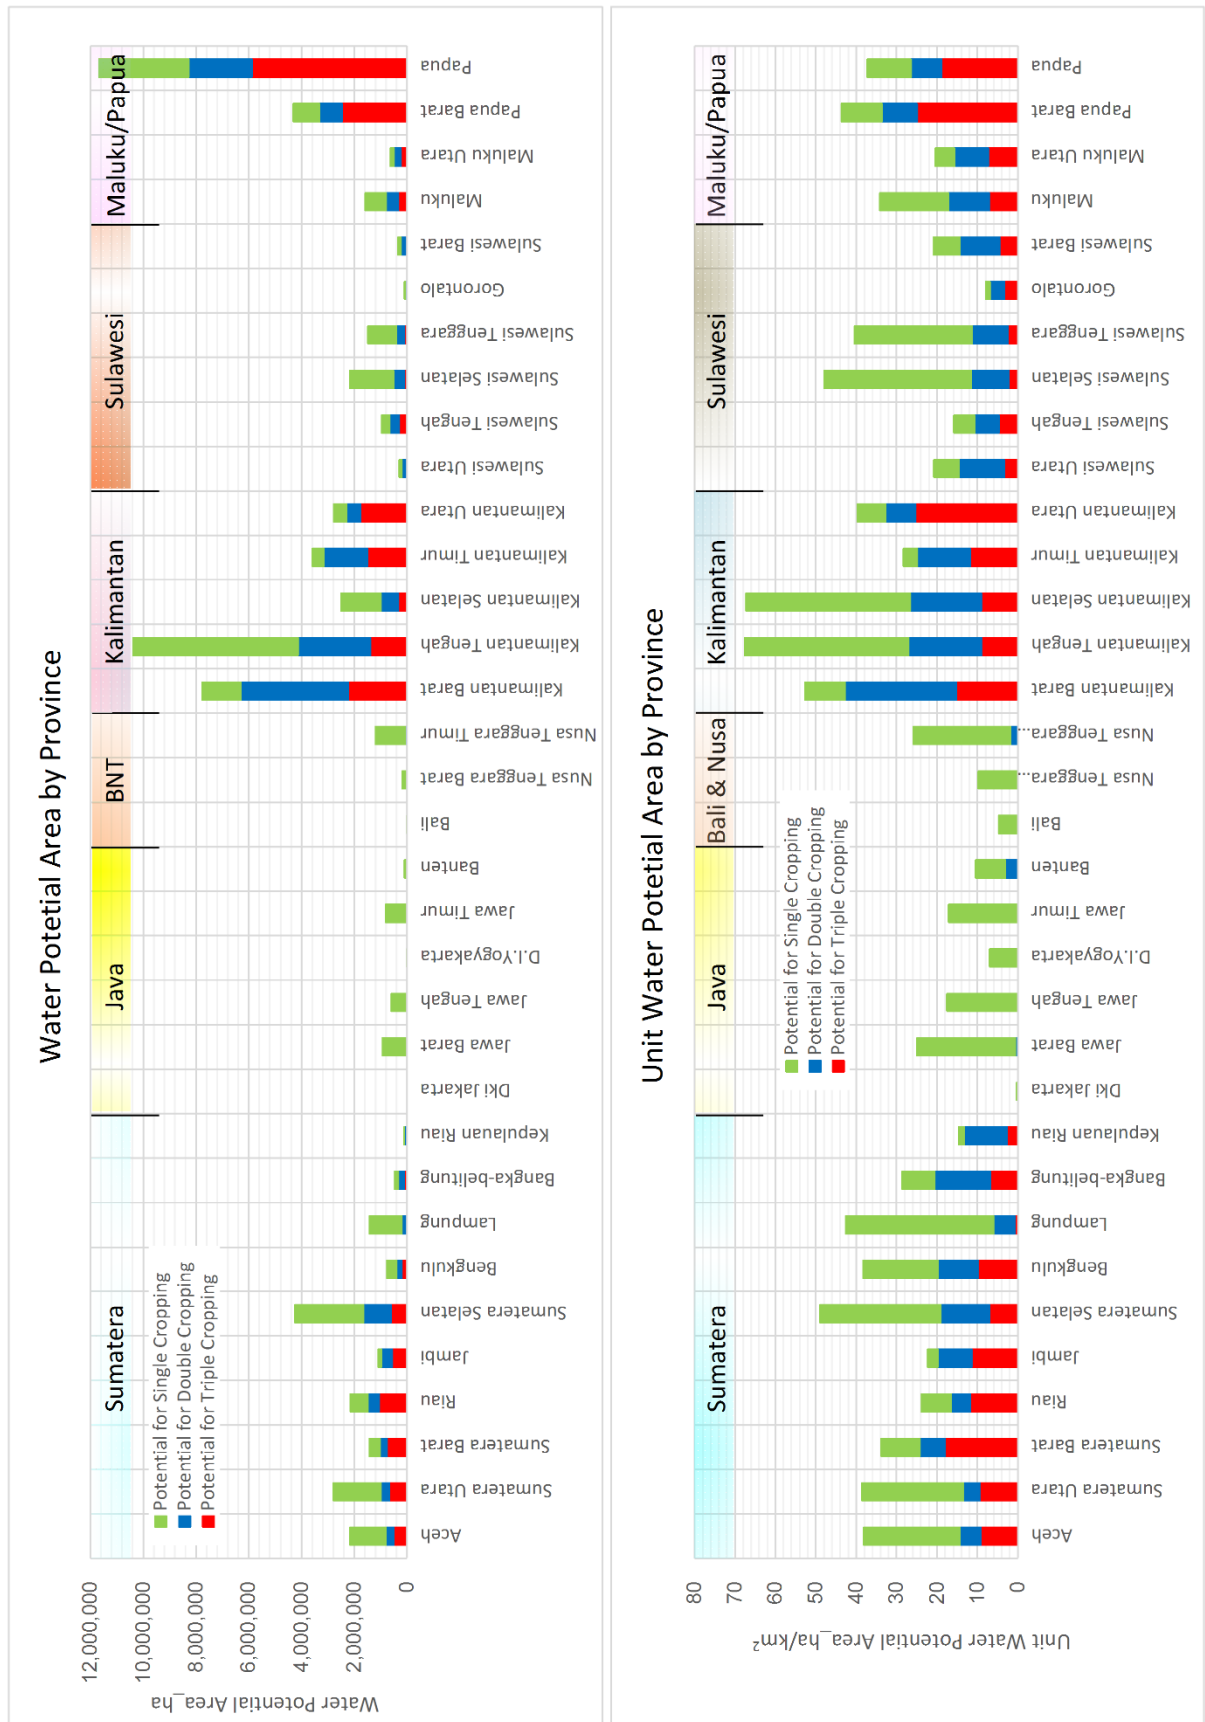 Water Potetial Area by Province
Sumatera
Java
BNT
Kalimantan
Sulawesi
Maluku/Papua
Potential for Single Cropping
Potential for Double Cropping
Potential for Triple Cropping
Water Potential Area_ha
12,000,000
10,000,000
8,000,000
6,000,000
4,000,000
2,000,000
0
Aceh
Sumatera Utara
Sumatera Barat
Riau
Jambi
Sumatera Selatan
Bengkulu
Lampung
Bangka-belitung
Kepulauan Riau
Dki Jakarta
Jawa Barat
Jawa Tengah
D.I.Yogyakarta
Jawa Timur
Banten
Bali
Nusa Tenggara Barat
Nusa Tenggara Timur
Kalimantan Barat
Kalimantan Tengah
Kalimantan Selatan
Kalimantan Timur
Kalimantan Utara
Sulawesi Utara
Sulawesi Tengah
Sulawesi Selatan
Sulawesi Tenggara
Gorontalo
Sulawesi Barat
Maluku
Maluku Utara
Papua Barat
Papua
Unit Water Potetial Area by Province
Sumatera
Java
Bali & Nusa
Kalimantan
Sulawesi
Maluku/Papua
Potential for Single Cropping
Potential for Double Cropping
Potential for Triple Cropping
Unit Water Potential Area_ha/km²
80
70
60
50
40
30
20
10
0
Aceh
Sumatera Utara
Sumatera Barat
Riau
Jambi
Sumatera Selatan
Bengkulu
Lampung
Bangka-belitung
Kepulauan Riau
Dki Jakarta
Jawa Barat
Jawa Tengah
D.I.Yogyakarta
Jawa Timur
Banten
Bali
Nusa Tenggara...
Nusa Tenggara...
Kalimantan Barat
Kalimantan Tengah
Kalimantan Selatan
Kalimantan Timur
Kalimantan Utara
Sulawesi Utara
Sulawesi Tengah
Sulawesi Selatan
Sulawesi Tenggara
Gorontalo
Sulawesi Barat
Maluku
Maluku Utara
Papua Barat
Papua